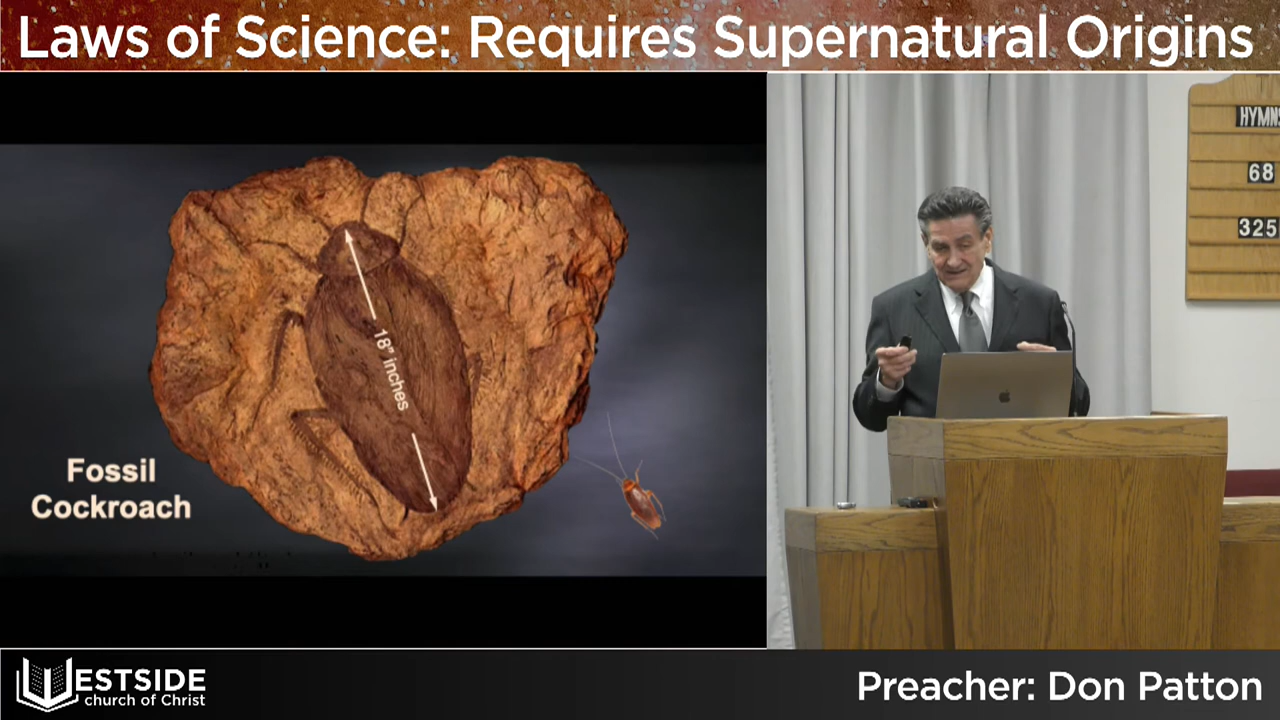 Laws of Science: Requires Supernatural Origins
18" inches
Fossil
Cockroach
HYMNS
68
325
WESTSIDE
church of Christ
Preacher: Don Patton